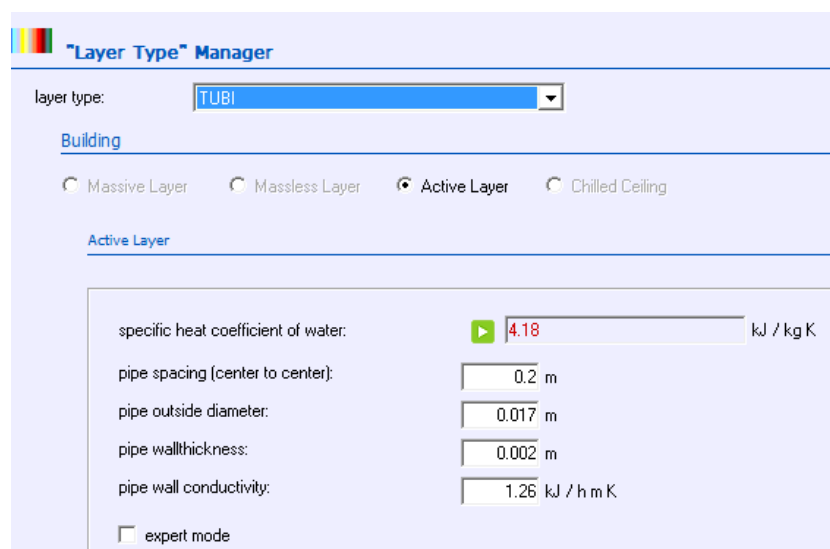 "Layer Type" Manager
layer type: TUBI
Building
Massive Layer Massless Layer Active Layer Chilled Ceiling
Active Layer
specific heat coefficient of water: 4.18 kJ / kg K
pipe spacing (center to center): 0.2 m
pipe outside diameter: 0.017 m
pipe wallthickness: 0.002 m
pipe wall conductivity: 1.26 kJ / h m K
expert mode